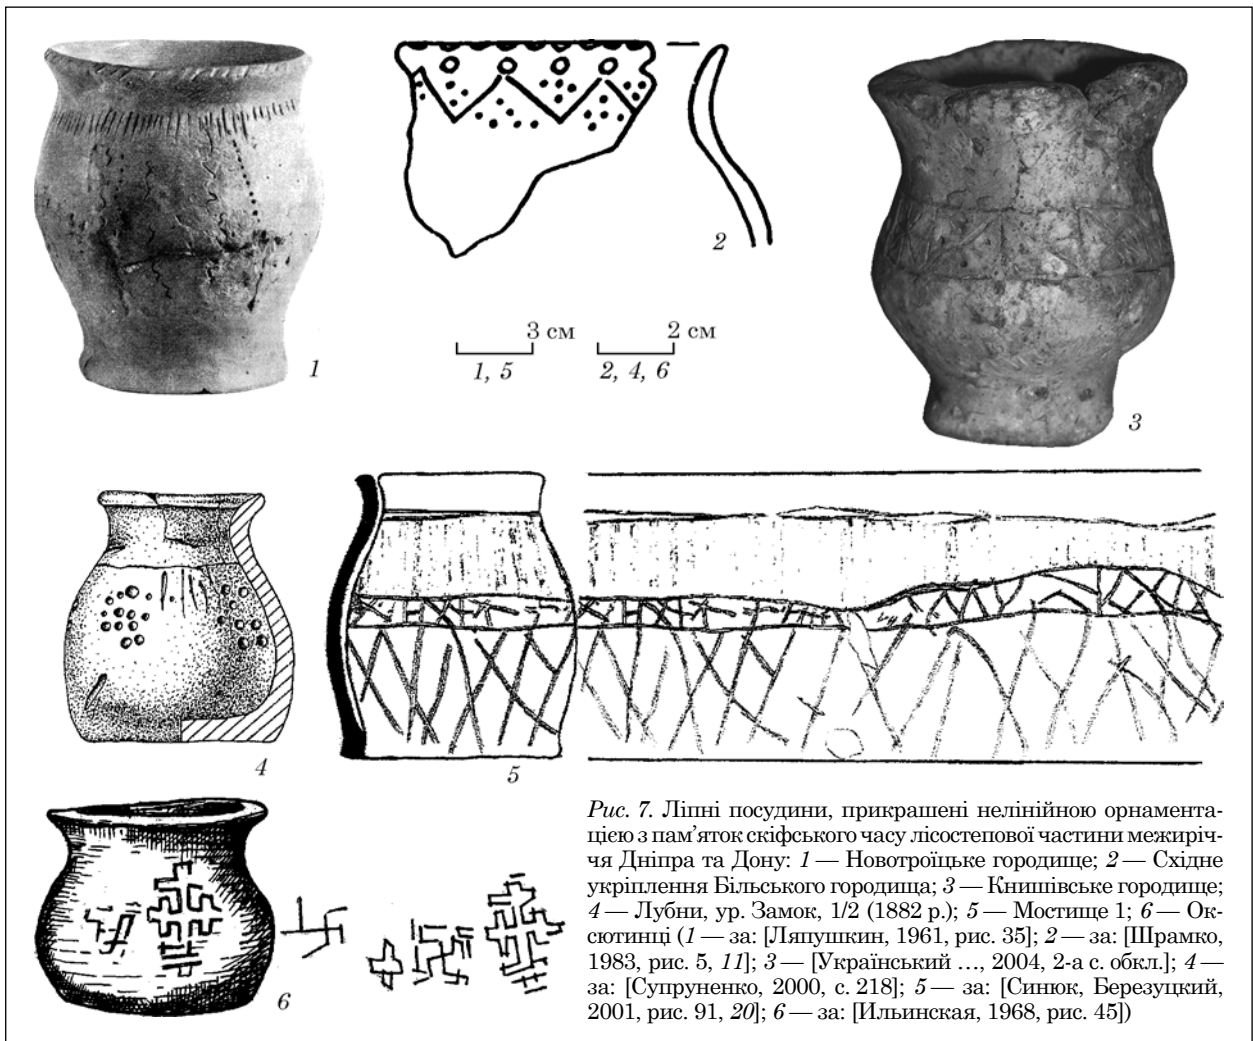 1
2
3 см
2 см
1, 5
2, 4, 6
3
4
5
6
Рис. 7. Ліпні посудини, прикрашені нелінійною орнамента-
цією з пам’яток скіфського часу лісостепової частини межиріч-
чя Дніпра та Дону: 1 — Новотроїцьке городище; 2 — Східне
укріплення Більського городища; 3 — Книшівське городище;
4 — Лубни, ур. Замок, 1/2 (1882 р.); 5 — Мостище 1; 6 — Ок-
сютинці (1 — за: [Ляпушкин, 1961, рис. 35]; 2 — за: [Шрамко,
1983, рис. 5, 11]; 3 — [Український ..., 2004, 2-а с. обкл.]; 4 —
за: [Супруненко, 2000, с. 218]; 5 — за: [Синюк, Березуцкий,
2001, рис. 91, 20]; 6 — за: [Ильинская, 1968, рис. 45])